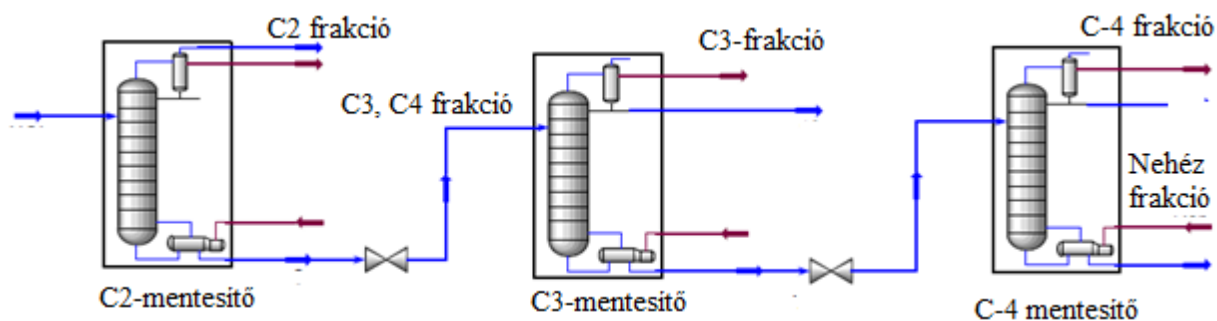 C2 frakció
C3, C4 frakció
C2-mentesítő
C3-frakció
C3-mentesítő
C-4 frakció
Nehéz
frakció
C-4 mentesítő